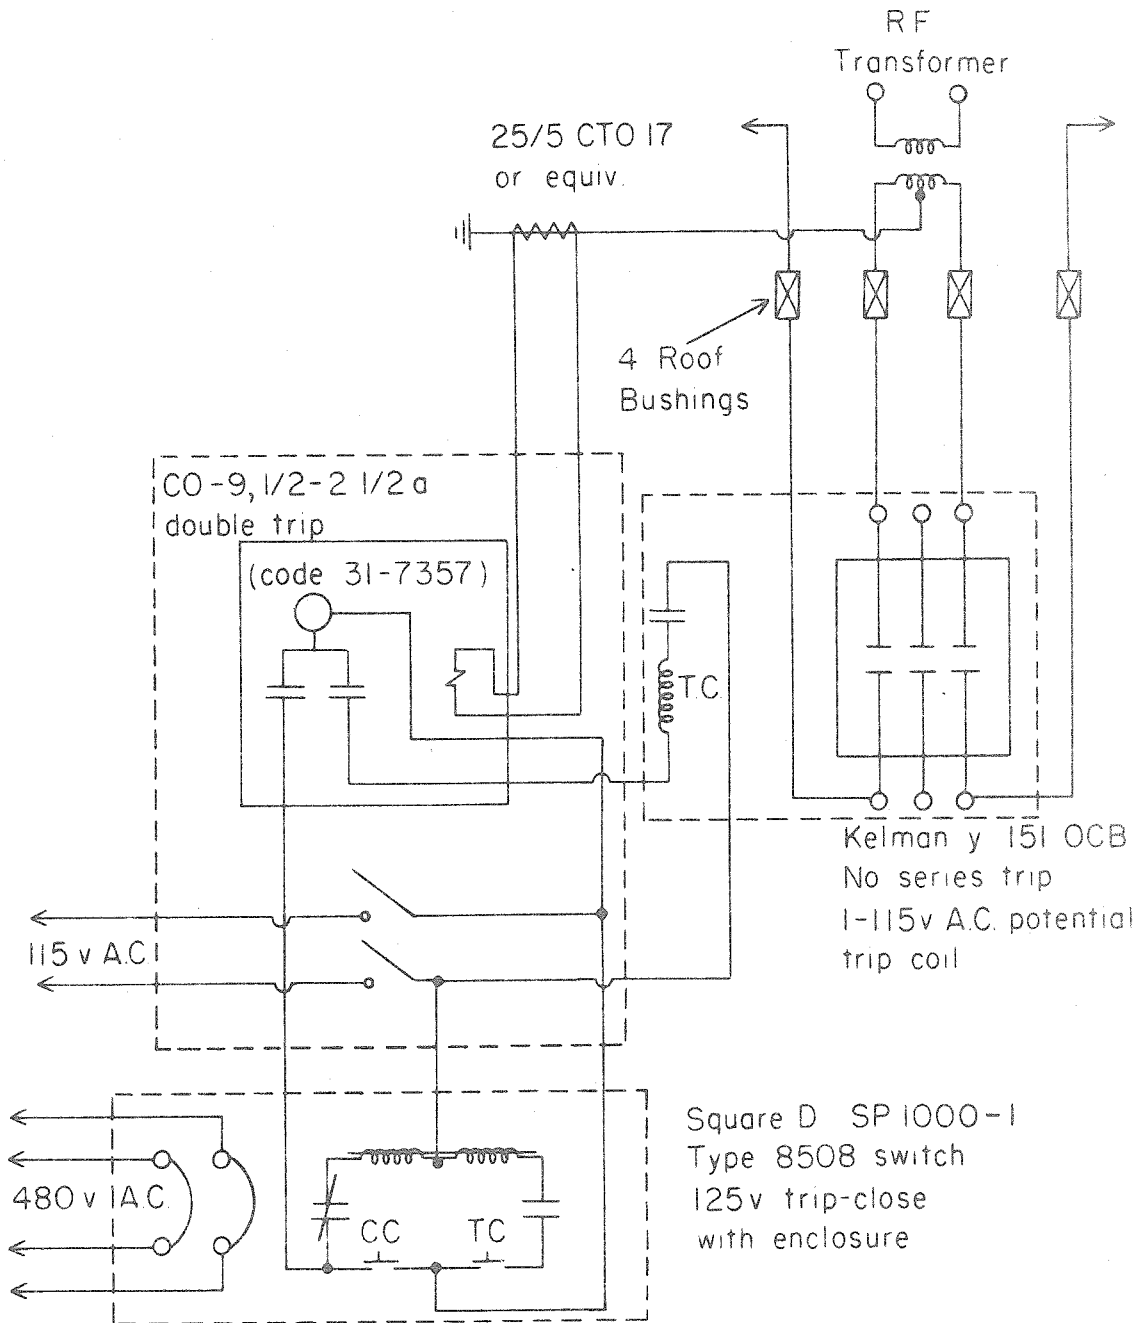 RF
Transformer
25/5 CTO 17
or equiv.
4 Roof
Bushings
CO-9, 1/2-2 1/2 a
double trip
(code 31-7357)
T.C.
Kelman y 151 OCB
No series trip
1-115v A.C. potential
trip coil
115 v A.C
480 v A.C.
CC
TC
Square D SP 1000-1
Type 8508 switch
125v trip-close
with enclosure